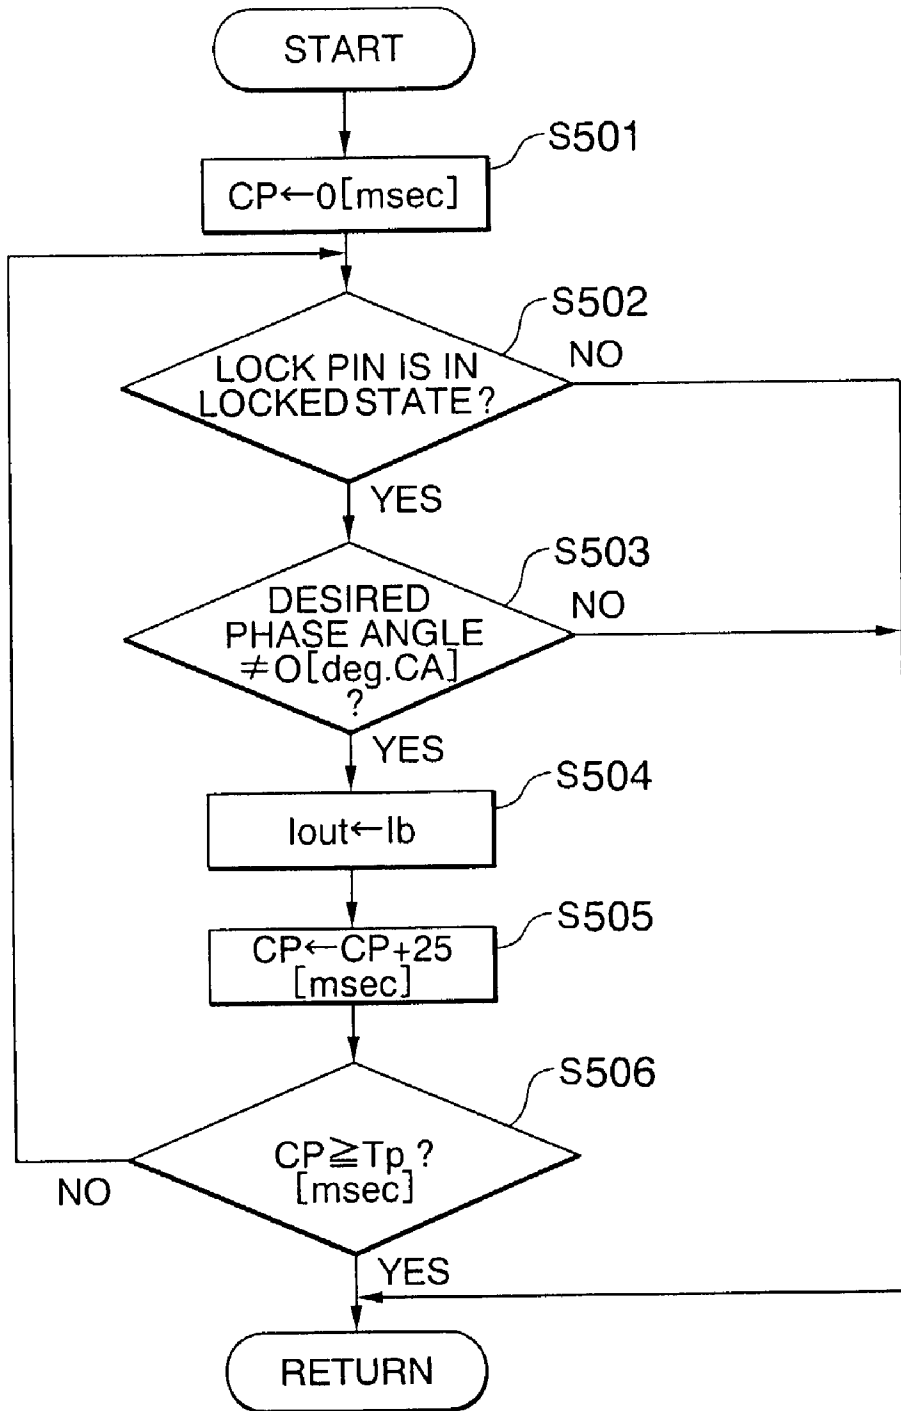 START
S501
CP←0[msec]
S502
LOCK PIN IS IN
LOCKED STATE?
NO
YES
S503
DESIRED
PHASE ANGLE
≠0[deg.CA]
?
NO
YES
S504
Iout←Ib
S505
CP←CP+25
[msec]
S506
CP≧Tp?
[msec]
NO
YES
RETURN